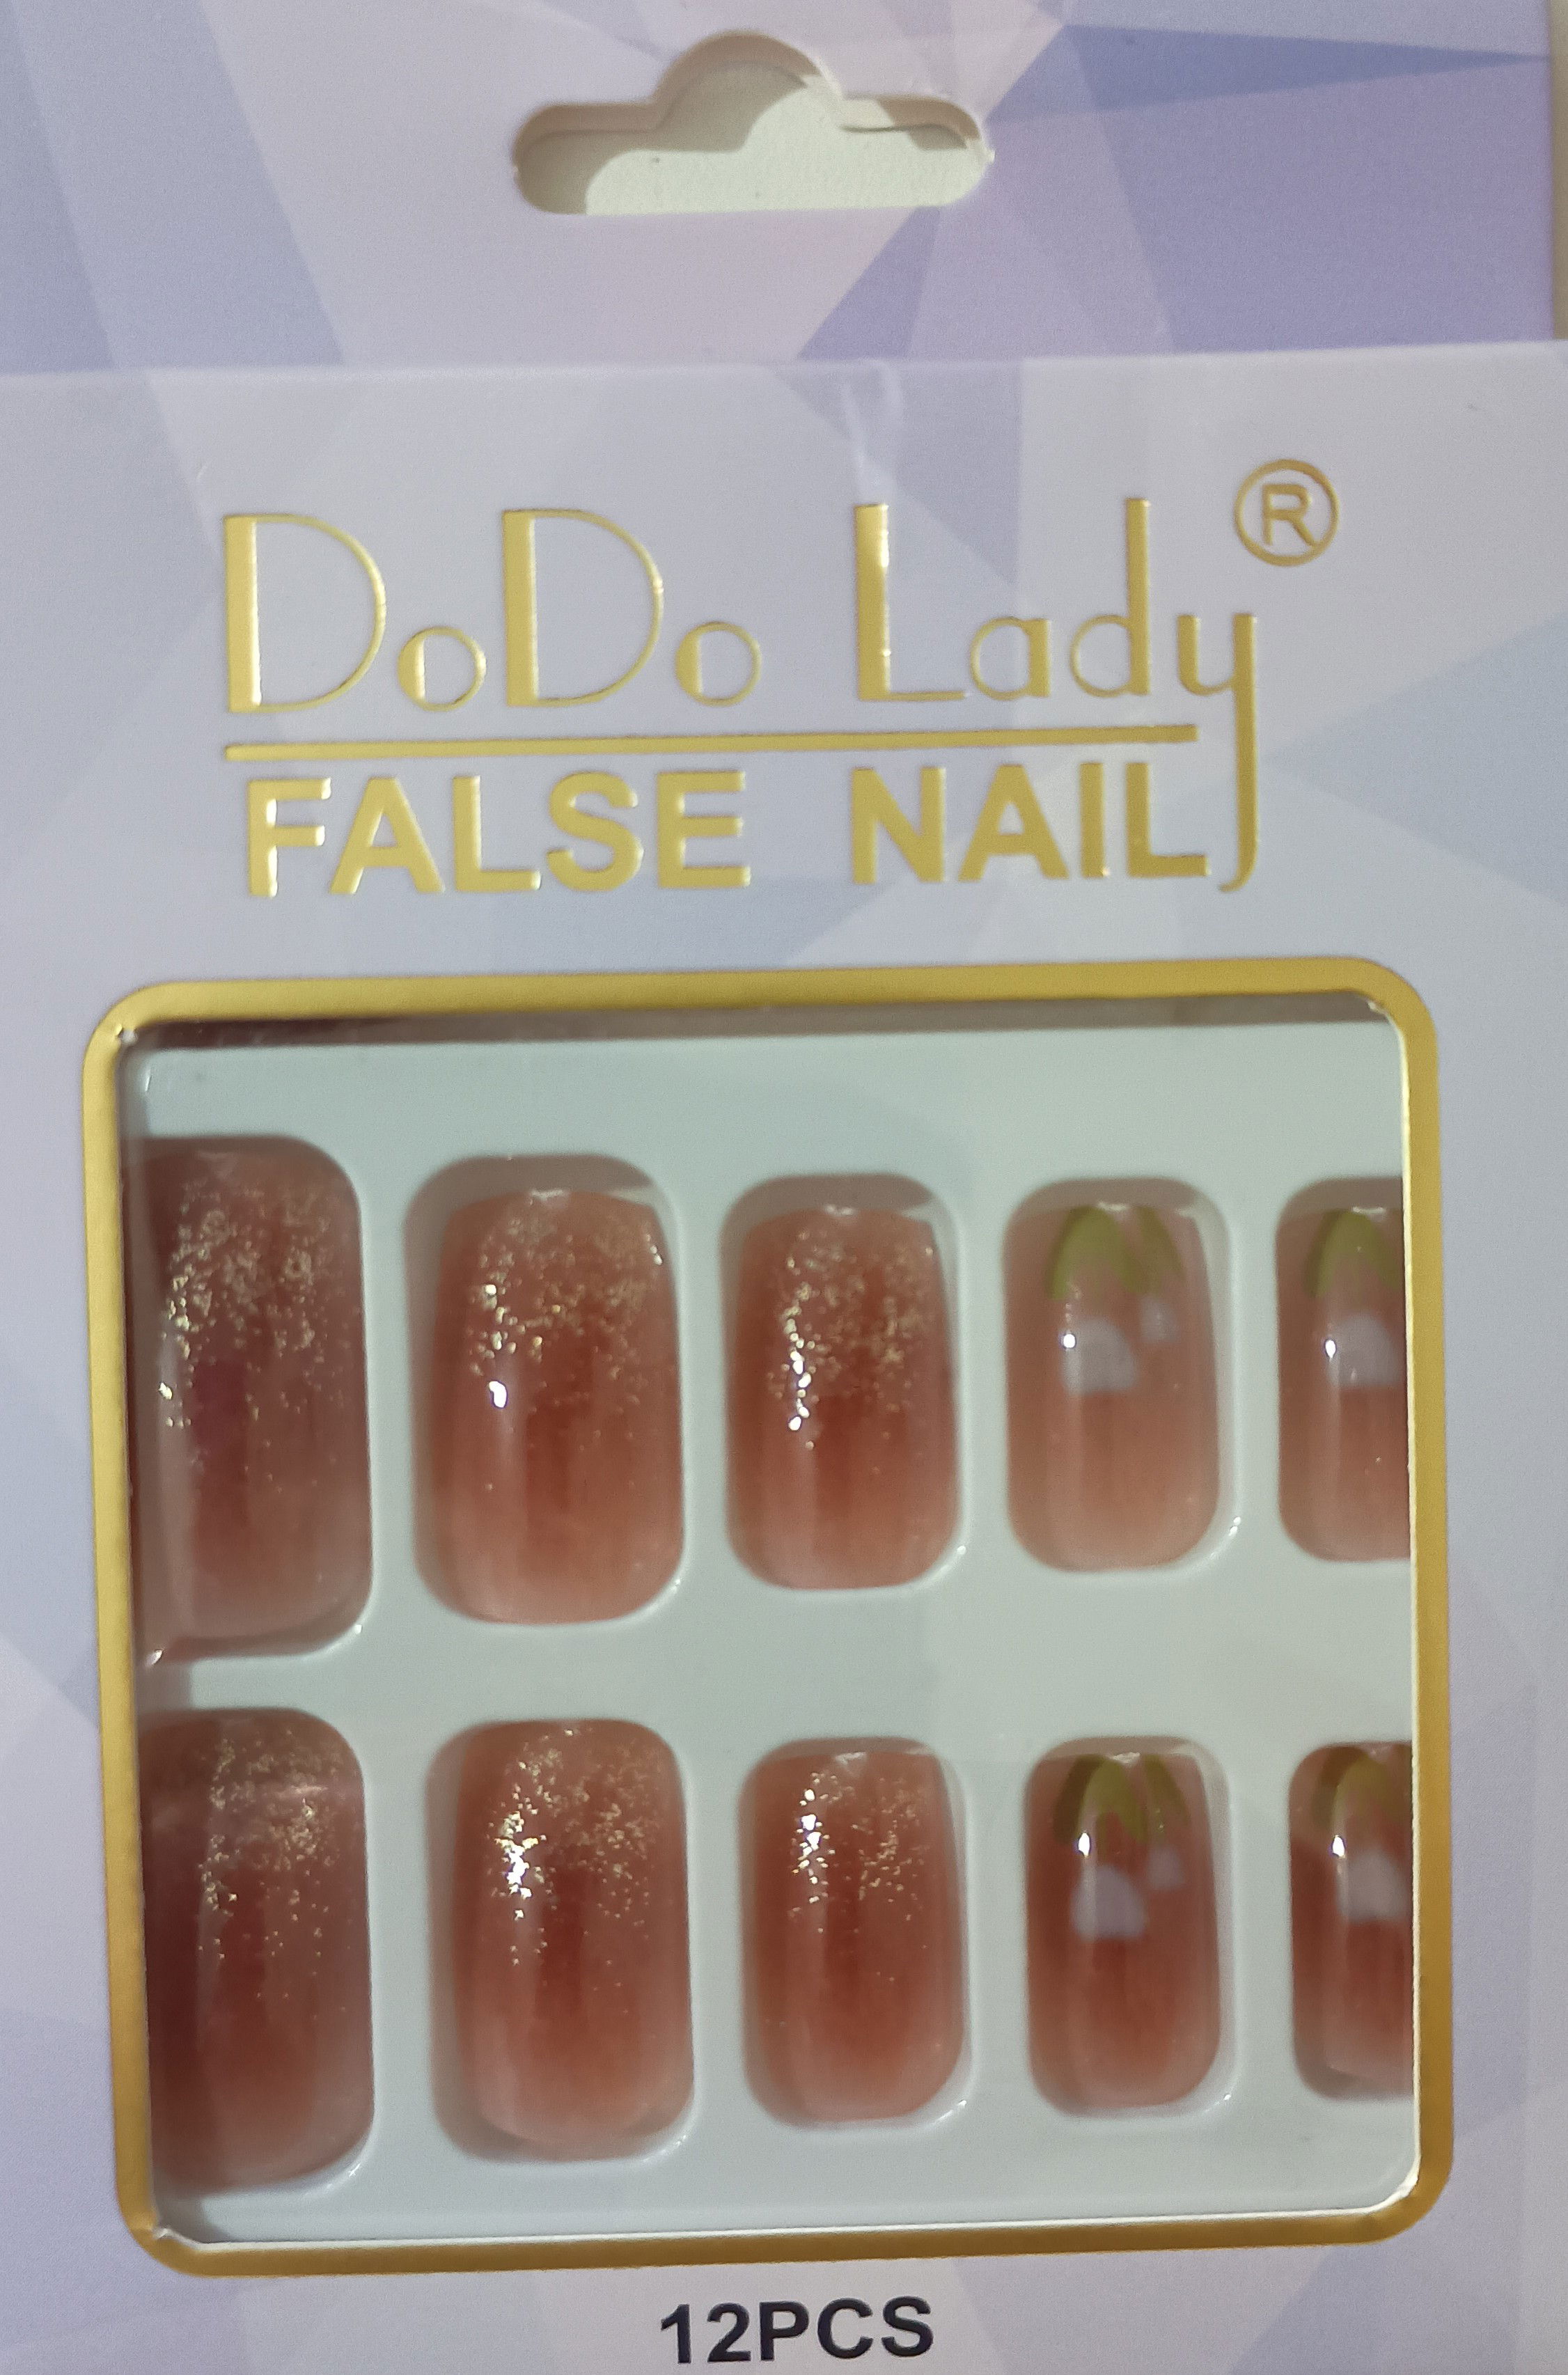 DoDo Lady®
FALSE NAIL
12PCS